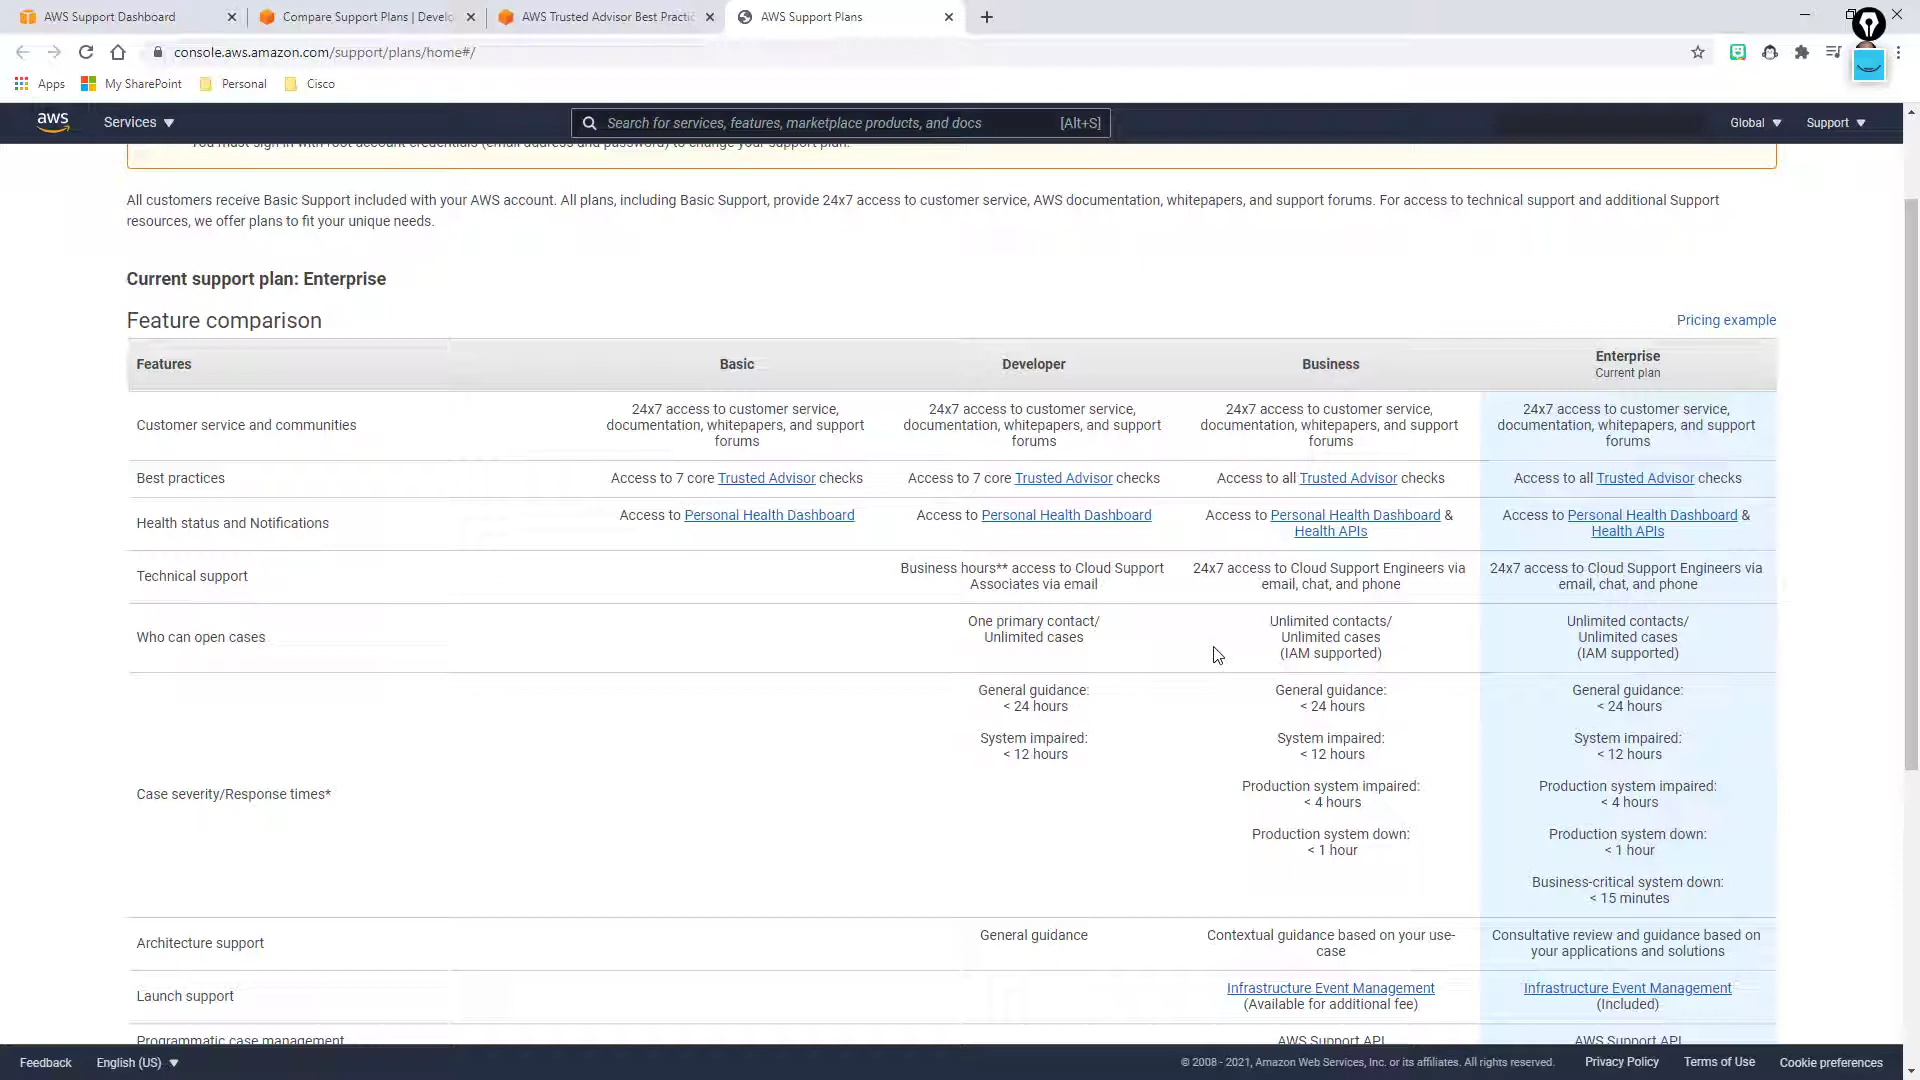 AWS Support Dashboard
Compare Support Plans | Develo
AWS Trusted Advisor Best Practic
AWS Support Plans
console.aws.amazon.com/support/plans/home#/
Apps
My SharePoint
Personal
Cisco
aws
Services
Search for services, features, marketplace products, and docs
[Alt+S]
Global
Support
You must sign in with root account credentials (email address and password) to change your support plan.
All customers receive Basic Support included with your AWS account. All plans, including Basic Support, provide 24x7 access to customer service, AWS documentation, whitepapers, and support forums. For access to technical support and additional Support
resources, we offer plans to fit your unique needs.
Current support plan: Enterprise
Feature comparison
Pricing example
Features
Basic
Developer
Business
Enterprise
Current plan
Customer service and communities
24x7 access to customer service,
documentation, whitepapers, and support
forums
24x7 access to customer service,
documentation, whitepapers, and support
forums
24x7 access to customer service,
documentation, whitepapers, and support
forums
24x7 access to customer service,
documentation, whitepapers, and support
forums
Best practices
Access to 7 core Trusted Advisor checks
Access to 7 core Trusted Advisor checks
Access to all Trusted Advisor checks
Access to all Trusted Advisor checks
Health status and Notifications
Access to Personal Health Dashboard
Access to Personal Health Dashboard
Access to Personal Health Dashboard &
Health APIs
Access to Personal Health Dashboard &
Health APIs
Technical support
Business hours** access to Cloud Support
Associates via email
24x7 access to Cloud Support Engineers via
email, chat, and phone
24x7 access to Cloud Support Engineers via
email, chat, and phone
Who can open cases
One primary contact/
Unlimited cases
Unlimited contacts/
Unlimited cases
(IAM supported)
Unlimited contacts/
Unlimited cases
(IAM supported)
Case severity/Response times*
General guidance:
< 24 hours
System impaired:
< 12 hours
General guidance:
< 24 hours
System impaired:
< 12 hours
Production system impaired:
< 4 hours
Production system down:
< 1 hour
General guidance:
< 24 hours
System impaired:
< 12 hours
Production system impaired:
< 4 hours
Production system down:
< 1 hour
Business-critical system down:
< 15 minutes
Architecture support
General guidance
Contextual guidance based on your use-
case
Consultative review and guidance based on
your applications and solutions
Launch support
Infrastructure Event Management
(Available for additional fee)
Infrastructure Event Management
(Included)
Programmatic case management
AWS Support API
AWS Support API
Feedback
English (US)
© 2008 - 2021, Amazon Web Services, Inc. or its affiliates. All rights reserved.
Privacy Policy
Terms of Use
Cookie preferences